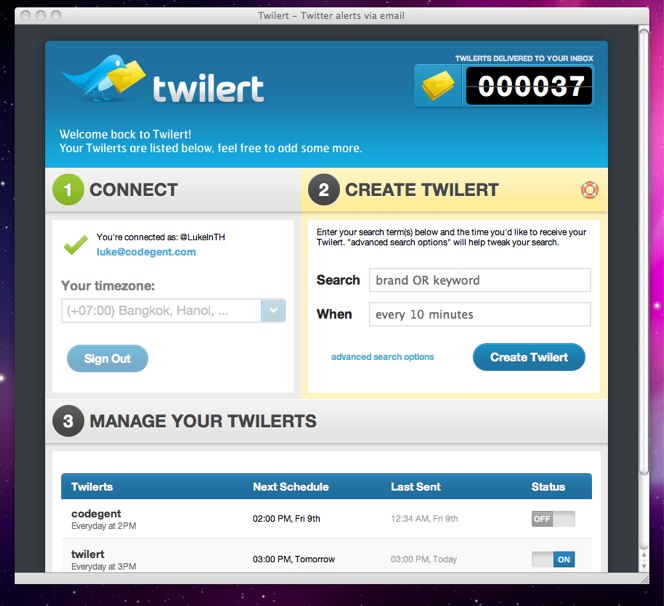 Twilert – Twitter alerts via email
TWILERTS DELIVERED TO YOUR INBOX
twilert
000037
Welcome back to Twilert!
Your Twilerts are listed below, feel free to add some more.
1 CONNECT
2 CREATE TWILERT
You're connected as: @LukeInTH
luke@codegent.com
Your timezone:
(+07:00) Bangkok, Hanoi, ...
Sign Out
Enter your search term(s) below and the time you'd like to receive your
Twilert. "advanced search options" will help tweak your search.
Search brand OR keyword
When every 10 minutes
advanced search options
Create Twilert
3 MANAGE YOUR TWILERTS
Twilerts Next Schedule Last Sent Status
codegent
Everyday at 2PM
02:00 PM, Fri 9th 12:34 AM, Fri 9th OFF
twilert
Everyday at 3PM
03:00 PM, Tomorrow 03:00 PM, Today ON